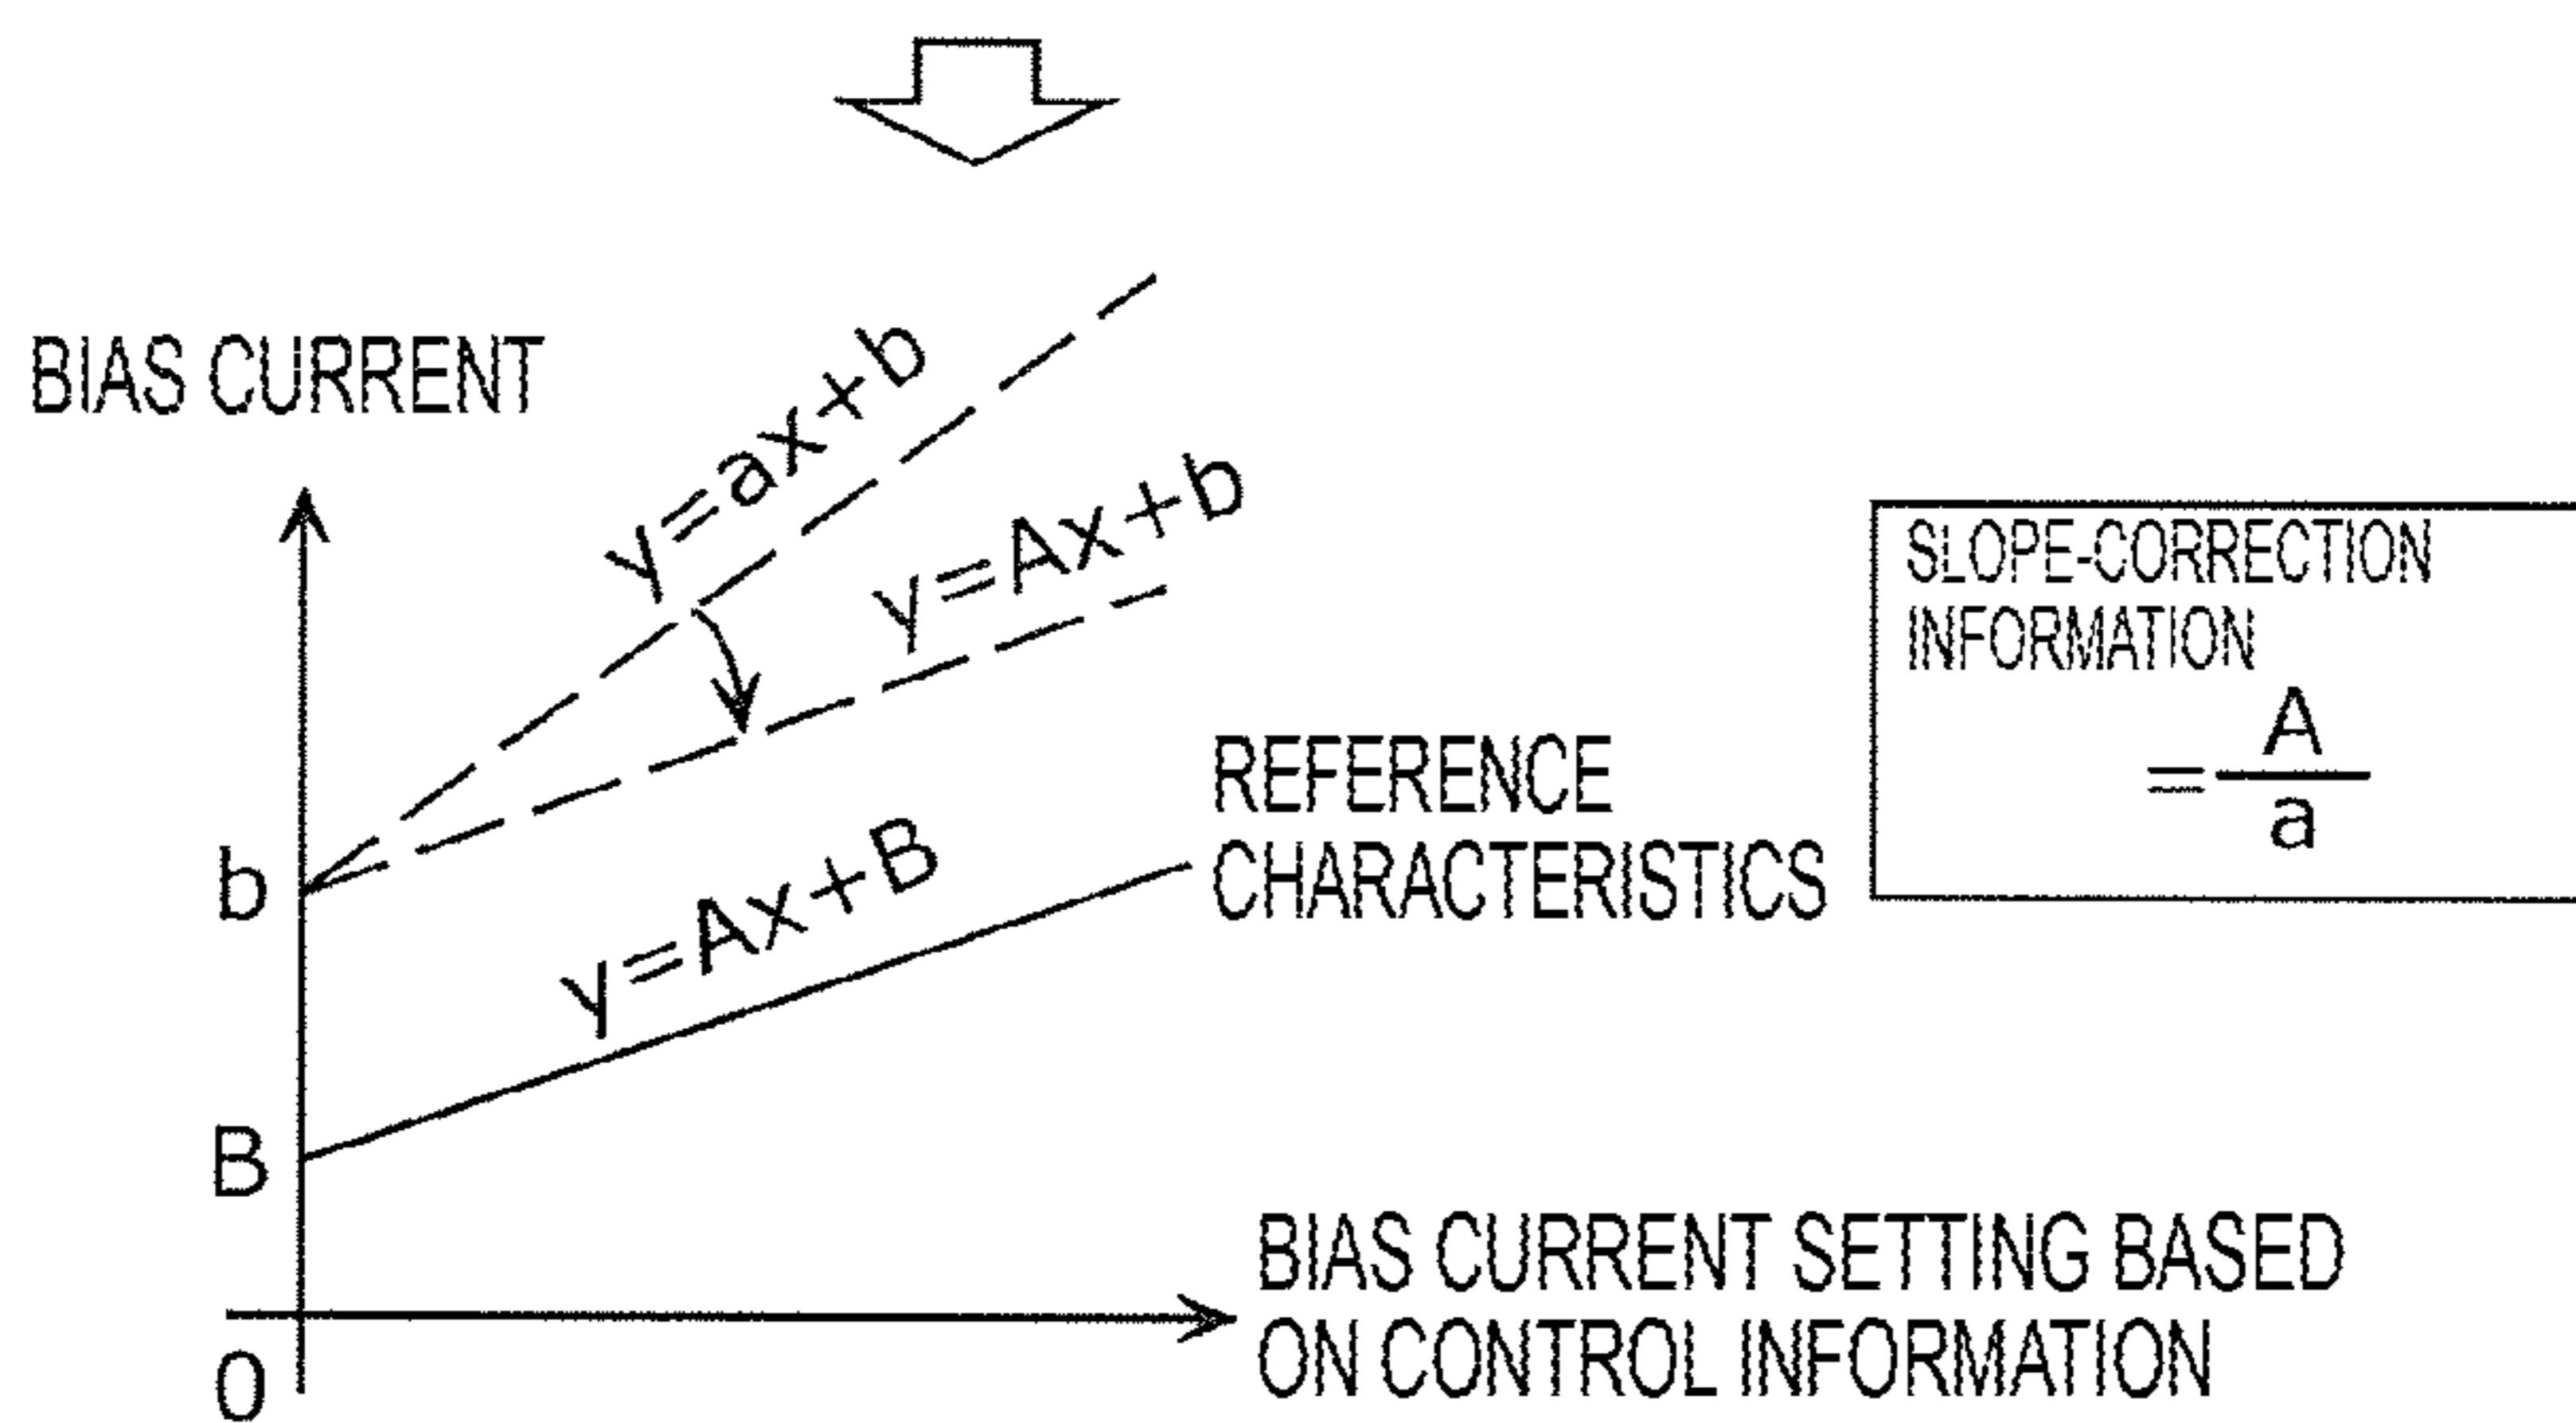 BIAS CURRENT
y=ax+b
y=Ax+b
SLOPE-CORRECTION
INFORMATION
=A/a
REFERENCE
CHARACTERISTICS
b
y=Ax+B
B
BIAS CURRENT SETTING BASED
ON CONTROL INFORMATION
0